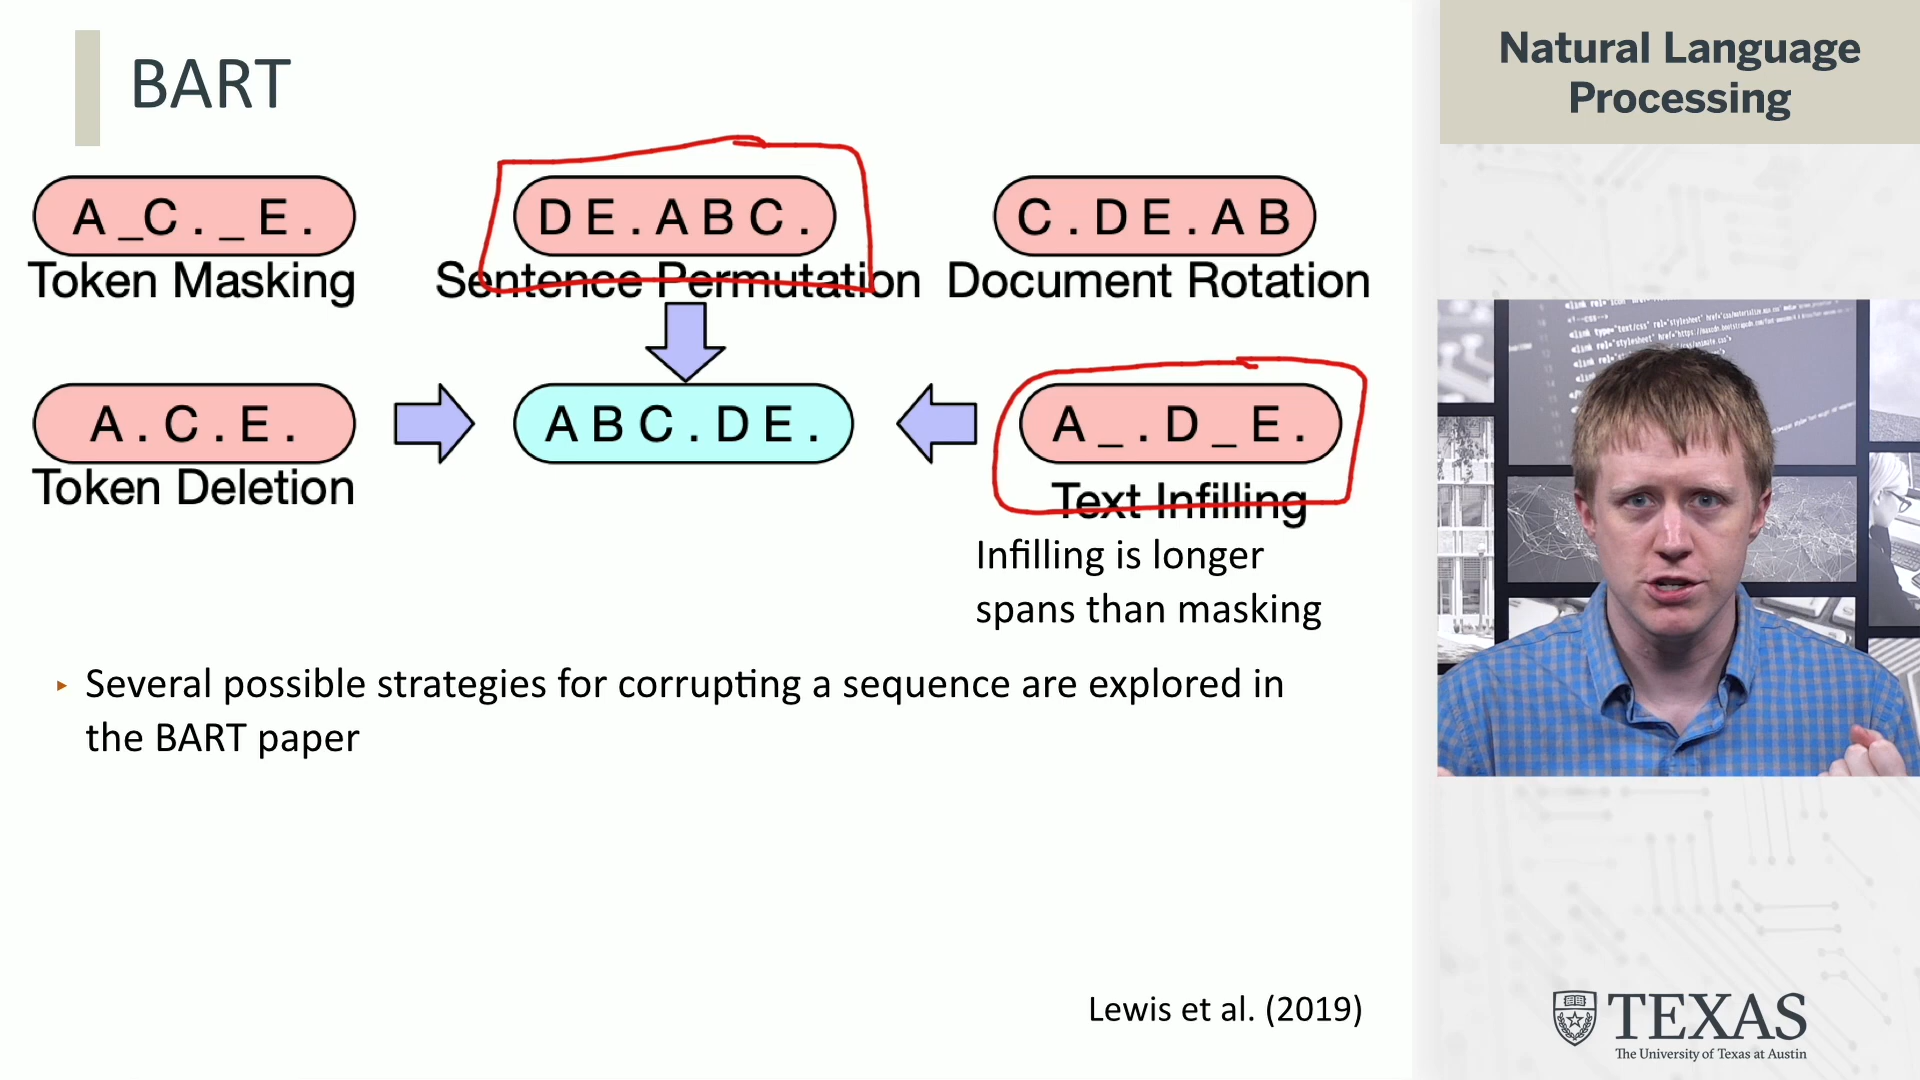 BART
Natural Language
Processing
A _ C . _ E .
D E . A B C .
C . D E . A B
Token Masking
Sentence Permutation
Document Rotation
A . C . E .
A B C . D E .
A _ . D _ E .
Token Deletion
Text Infilling
Infilling is longer
spans than masking
‣ Several possible strategies for corrupting a sequence are explored in
the BART paper
Lewis et al. (2019)
TEXAS
The University of Texas at Austin